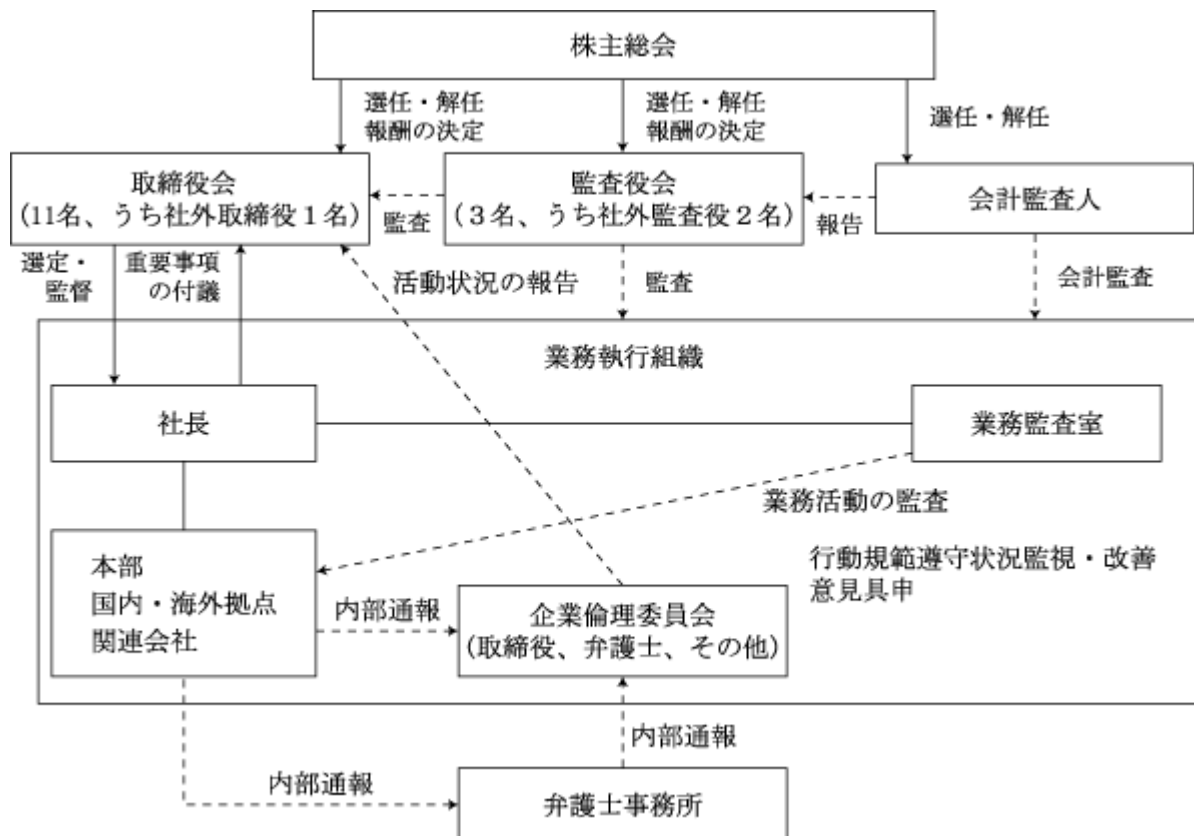 株主総会
選任・解任
報酬の決定
選任・解任
報酬の決定
選任・解任
取締役会
(11名、うち社外取締役1名)
監査
監査役会
(3名、うち社外監査役2名)
報告
会計監査人
選定・
監督
重要事項
の付議
活動状況の報告
監査
会計監査
業務執行組織
社長
業務監査室
業務活動の監査
本部
国内・海外拠点
関連会社
内部通報
企業倫理委員会
(取締役、弁護士、その他)
行動規範遵守状況監視・改善
意見具申
内部通報
内部通報
弁護士事務所